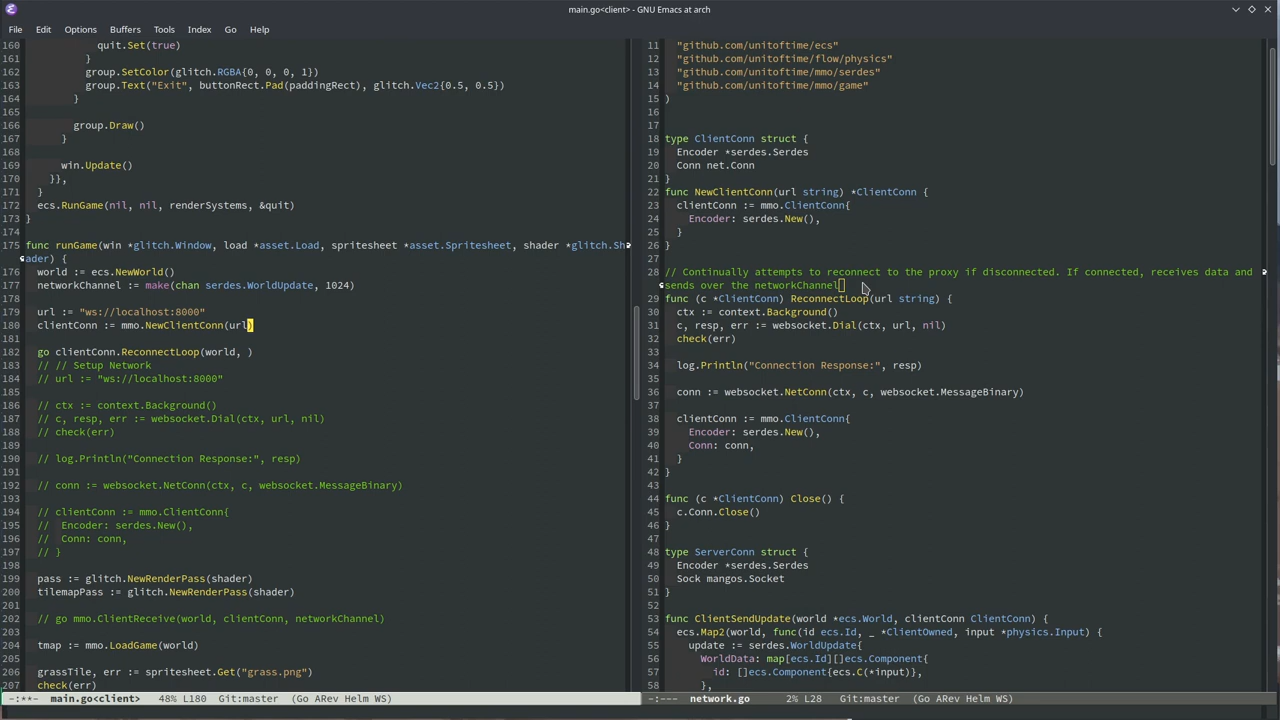 main.go<client> - GNU Emacs at arch
File Edit Options Buffers Tools Index Go Help
160 quit.Set(true)
161 }
162 group.SetColor(glitch.RGBA{0, 0, 0, 1})
163 group.Text("Exit", buttonRect.Pad(paddingRect), glitch.Vec2{0.5, 0.5})
164 }
165
166 group.Draw()
167 }
168
169 win.Update()
170 }},
171 }
172 ecs.RunGame(nil, nil, renderSystems, &quit)
173 }
174
175 func runGame(win *glitch.Window, load *asset.Load, spritesheet *asset.Spritesheet, shader *glitch.Sh
ader) {
176 world := ecs.NewWorld()
177 networkChannel := make(chan serdes.WorldUpdate, 1024)
178
179 url := "ws://localhost:8000"
180 clientConn := mmo.NewClientConn(url)
181
182 go clientConn.ReconnectLoop(world, )
183 // // Setup Network
184 // url := "ws://localhost:8000"
185
186 // ctx := context.Background()
187 // c, resp, err := websocket.Dial(ctx, url, nil)
188 // check(err)
189
190 // log.Println("Connection Response:", resp)
191
192 // conn := websocket.NetConn(ctx, c, websocket.MessageBinary)
193
194 // clientConn := mmo.ClientConn{
195 // Encoder: serdes.New(),
196 // Conn: conn,
197 // }
198
199 pass := glitch.NewRenderPass(shader)
200 tilemapPass := glitch.NewRenderPass(shader)
201
202 // go mmo.ClientReceive(world, clientConn, networkChannel)
203
204 tmap := mmo.LoadGame(world)
205
206 grassTile, err := spritesheet.Get("grass.png")
207 check(err)
-:**- main.go<client> 48% L180 Git:master (Go ARev Helm WS)
11 "github.com/unitoftime/ecs"
12 "github.com/unitoftime/flow/physics"
13 "github.com/unitoftime/mmo/serdes"
14 "github.com/unitoftime/mmo/game"
15 )
16
17
18 type ClientConn struct {
19 Encoder *serdes.Serdes
20 Conn net.Conn
21 }
22 func NewClientConn(url string) *ClientConn {
23 clientConn := mmo.ClientConn{
24 Encoder: serdes.New(),
25 }
26 }
27
28 // Continually attempts to reconnect to the proxy if disconnected. If connected, receives data and
sends over the networkChannel
29 func (c *ClientConn) ReconnectLoop(url string) {
30 ctx := context.Background()
31 c, resp, err := websocket.Dial(ctx, url, nil)
32 check(err)
33
34 log.Println("Connection Response:", resp)
35
36 conn := websocket.NetConn(ctx, c, websocket.MessageBinary)
37
38 clientConn := mmo.ClientConn{
39 Encoder: serdes.New(),
40 Conn: conn,
41 }
42 }
43
44 func (c *ClientConn) Close() {
45 c.Conn.Close()
46 }
47
48 type ServerConn struct {
49 Encoder *serdes.Serdes
50 Sock mangos.Socket
51 }
52
53 func ClientSendUpdate(world *ecs.World, clientConn ClientConn) {
54 ecs.Map2(world, func(id ecs.Id, _ *ClientOwned, input *physics.Input) {
55 update := serdes.WorldUpdate{
56 WorldData: map[ecs.Id][]ecs.Component{
57 id: []ecs.Component{ecs.C(*input)},
58 },
-:--- network.go 2% L28 Git:master (Go ARev Helm WS)